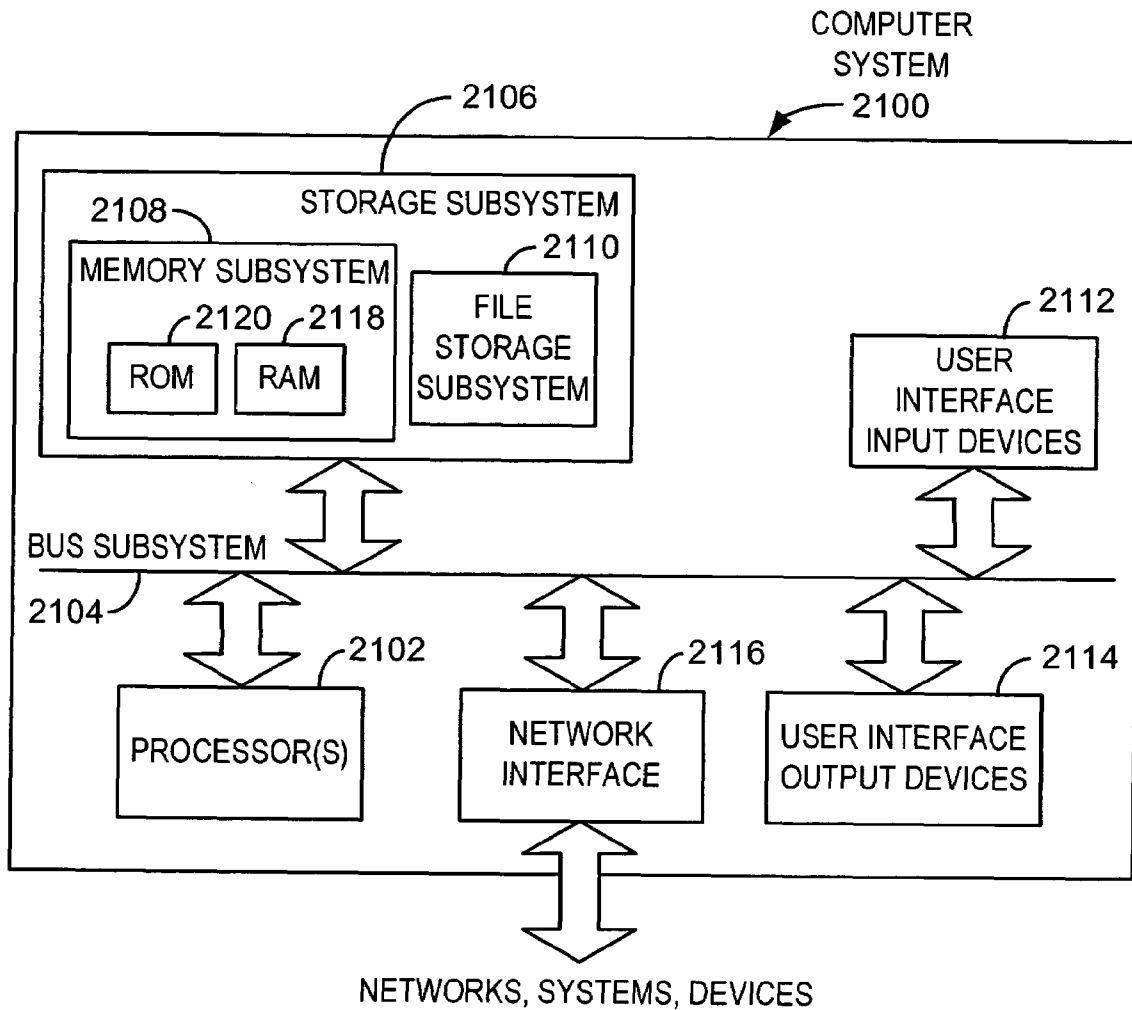 COMPUTER
SYSTEM
2100
2106
STORAGE SUBSYSTEM
2108
MEMORY SUBSYSTEM
2110
FILE
STORAGE
SUBSYSTEM
2120
2118
ROM
RAM
2112
USER
INTERFACE
INPUT DEVICES
BUS SUBSYSTEM
2104
2102
PROCESSOR(S)
2116
NETWORK
INTERFACE
2114
USER INTERFACE
OUTPUT DEVICES
NETWORKS, SYSTEMS, DEVICES